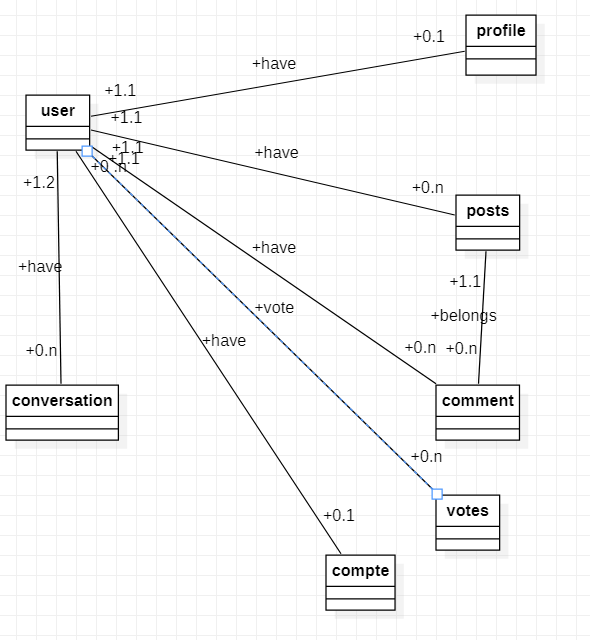 profile
+0.1
+have
+1.1
user
+1.1
+1.1
+1.1
+0..n
+have
+1.2
+0.n
posts
+have
+have
+1.1
+vote
+belongs
+have
+0.n
+0.n
+0.n
conversation
comment
+0.n
votes
+0.1
compte